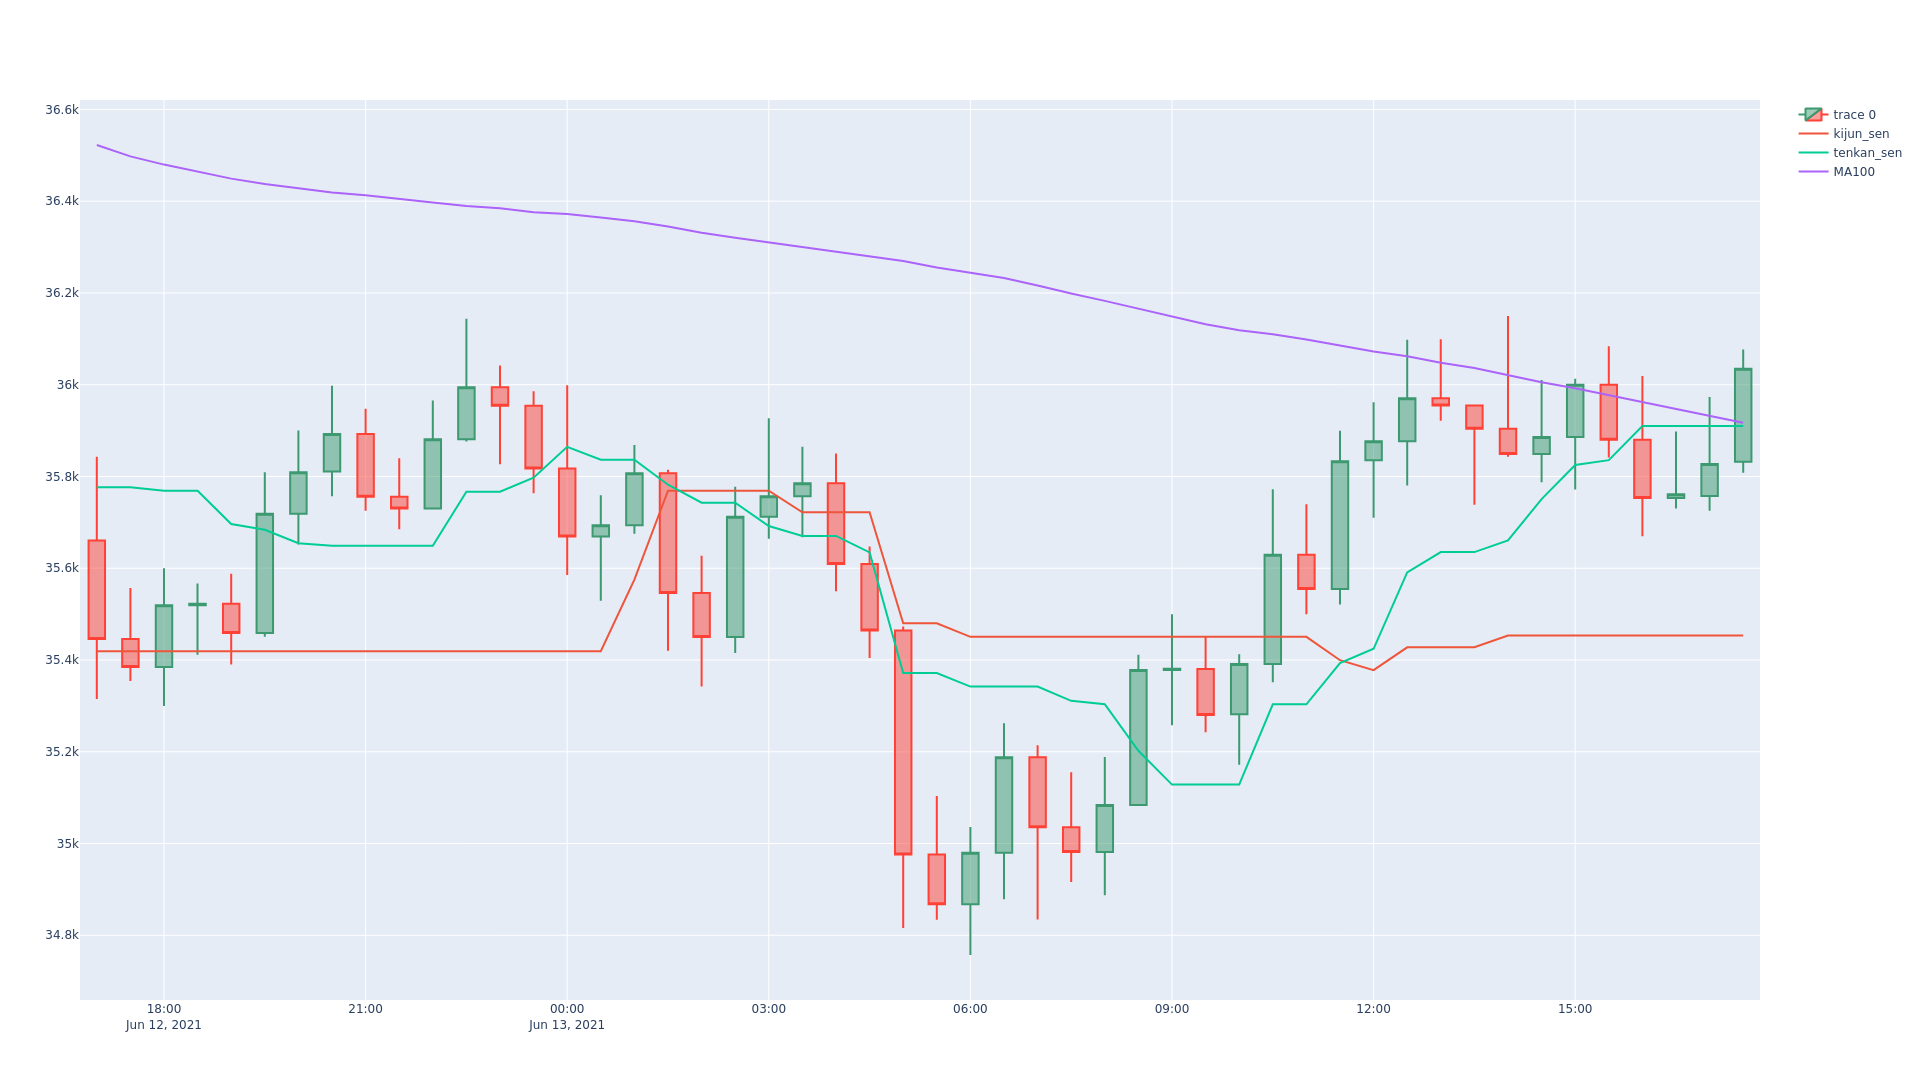 36.6k
36.4k
36.2k
36k
35.8k
35.6k
35.4k
35.2k
35k
34.8k
18:00 21:00 00:00 03:00 06:00 09:00 12:00 15:00
Jun 12, 2021 Jun 13, 2021
trace 0
kijun_sen
tenkan_sen
MA100